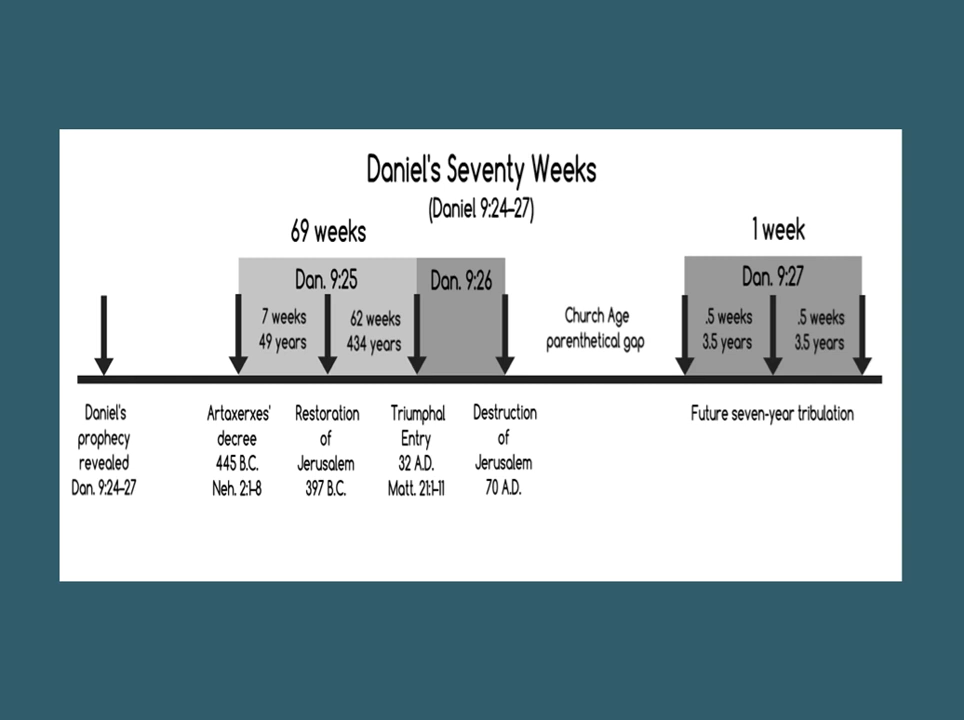 Daniel's Seventy Weeks
(Daniel 9:24-27)
69 weeks
1 week
Dan. 9:25
Dan. 9:26
Dan. 9:27
7 weeks
49 years
62 weeks
434 years
Church Age
parenthetical gap
.5 weeks
3.5 years
.5 weeks
3.5 years
Daniel's
prophecy
revealed
Dan. 9:24-27
Artaxerxes'
decree
445 B.C.
Neh. 2:1-8
Restoration
of
Jerusalem
397 B.C.
Triumphal
Entry
32 A.D.
Matt. 21:1-11
Destruction
of
Jerusalem
70 A.D.
Future seven-year tribulation